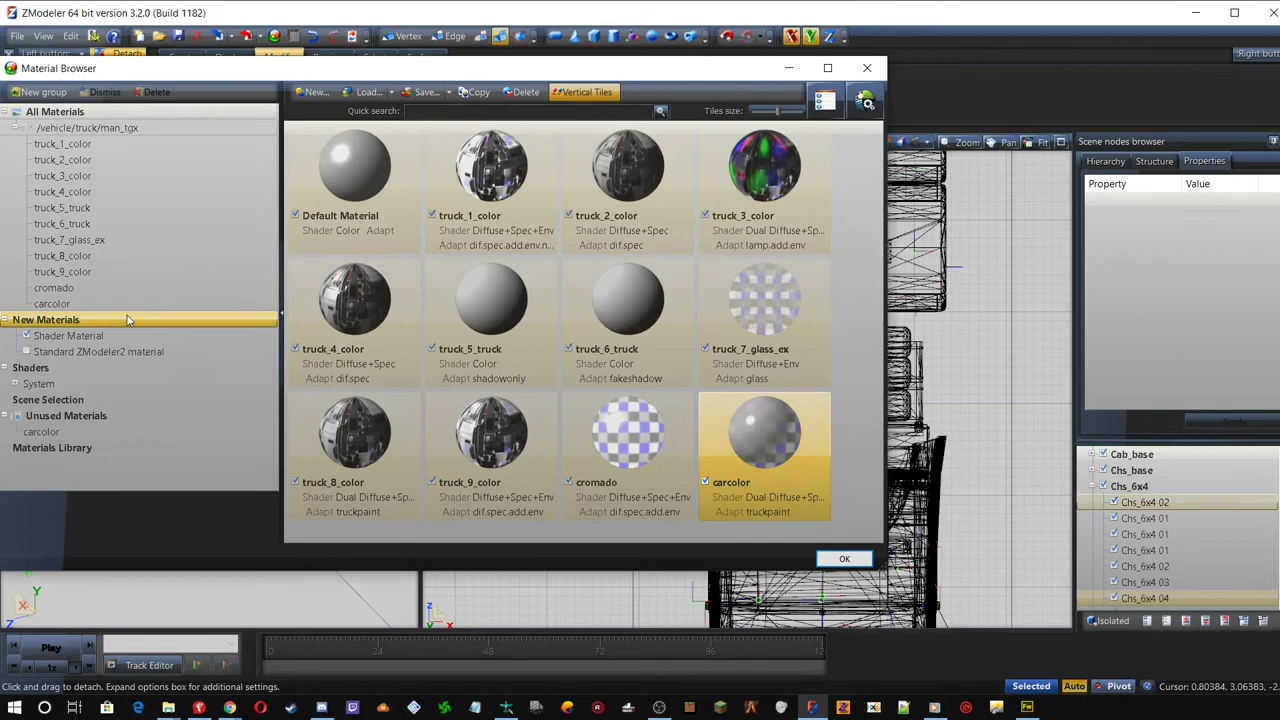 ZModeler 64 bit version 3.2.0 (Build 1182)
File View Edit Vertex Edge
Detach
:Right butt
Material Browser
New group Dismiss Delete
New... Load... Save... Copy Delete Vertical Tiles
Quick search: Tiles size:
All Materials
/vehicle/truck/man_tgx
truck_1_color
truck_2_color
truck_3_color
truck_4_color
truck_5_truck
truck_6_truck
truck_7_glass_ex
truck_8_color
truck_9_color
cromado
carcolor
New Materials
Shader Material
Standard ZModeler2 material
Shaders
System
Scene Selection
Unused Materials
carcolor
Materials Library
Default Material
Shader Color Adapt
truck_1_color
Shader Diffuse+Spec+Env
Adapt dif.spec.add.env.n...
truck_2_color
Shader Diffuse+Spec
Adapt dif.spec
truck_3_color
Shader Dual Diffuse+Sp...
Adapt lamp.add.env
truck_4_color
Shader Diffuse+Spec
Adapt dif.spec
truck_5_truck
Shader Color
Adapt shadowonly
truck_6_truck
Shader Color
Adapt fakeshadow
truck_7_glass_ex
Shader Diffuse+Env
Adapt glass
truck_8_color
Shader Dual Diffuse+Sp...
Adapt truckpaint
truck_9_color
Shader Diffuse+Spec+Env
Adapt dif.spec.add.env
cromado
Shader Diffuse+Spec+Env
Adapt dif.spec.add.env
carcolor
Shader Dual Diffuse+Sp...
Adapt truckpaint
OK
Zoom Pan Fit
Scene nodes browser
Hierarchy Structure Properties
Property Value
Cab_base
Chs_base
Chs_6x4
Chs_6x4 02
Chs_6x4 01
Chs_6x4 01
Chs_6x4 01
Chs_6x4 02
Chs_6x4 03
Chs_6x4 04
Isolated
Y
X
Z
Z
X
Play
1x
Track Editor
0 24 48 72 96 12
Click and drag to detach. Expand options box for additional settings.
Selected Auto Pivot Cursor: 0.80384, 3.06383, -2.